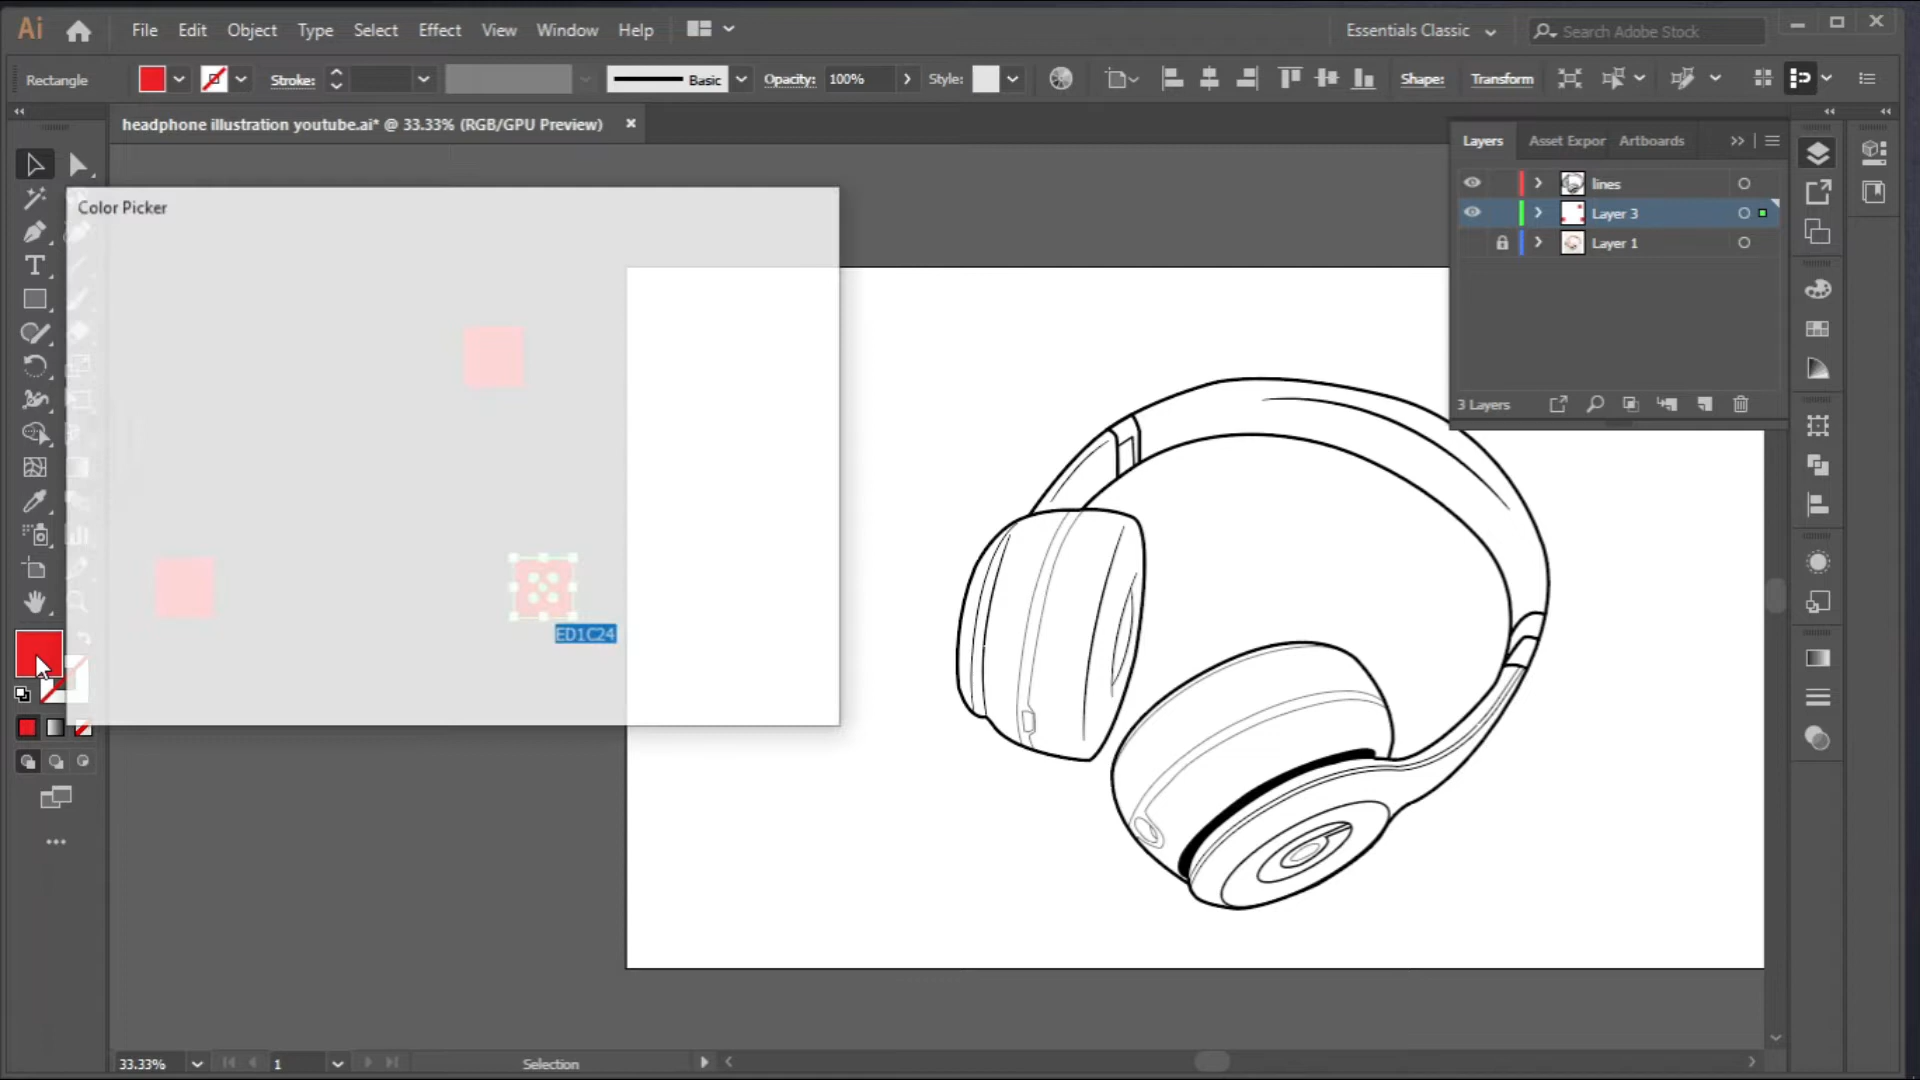 Ai File Edit Object Type Select Effect View Window Help Essentials Classic Search Adobe Stock
Rectangle Stroke: Basic Opacity: 100% Style: Shape: Transform
headphone illustration youtube.ai* @ 33.33% (RGB/GPU Preview)
Layers Asset Expor Artboards
lines
Layer 3
Layer 1
3 Layers
Color Picker
ED1C24
33.33% 1 Selection